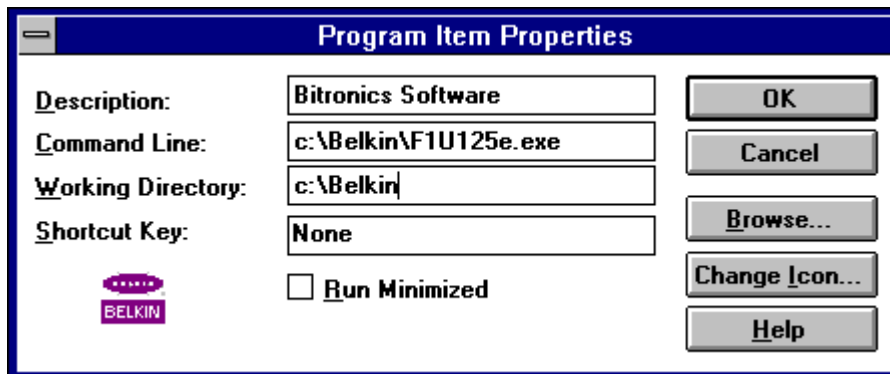 Program Item Properties
Description: Bitronics Software OK
Command Line: c:\Belkin\F1U125e.exe Cancel
Working Directory: c:\Belkin
Shortcut Key: None Browse...
Run Minimized Change Icon...
BELKIN Help